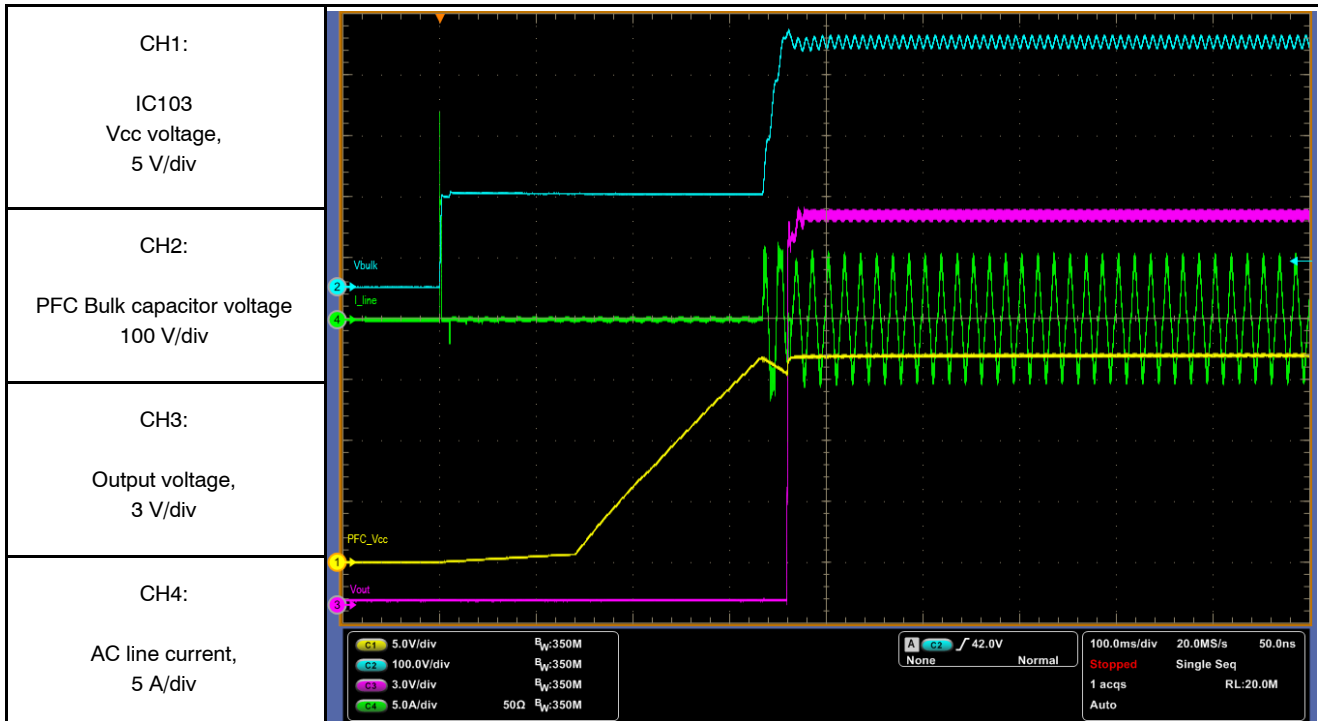 CH1:
IC103
Vcc voltage,
5 V/div
CH2:
PFC Bulk capacitor voltage
100 V/div
CH3:
Output voltage,
3 V/div
CH4:
AC line current,
5 A/div
Vbulk
2
I_line
4
PFC_Vcc
1
Vout
3
C1 5.0V/div BW:350M
C2 100.0V/div BW:350M
C3 3.0V/div BW:350M
C4 5.0A/div 50Ω BW:350M
A C2 42.0V
None Normal
100.0ms/div 20.0MS/s 50.0ns
Stopped Single Seq
1 acqs RL:20.0M
Auto